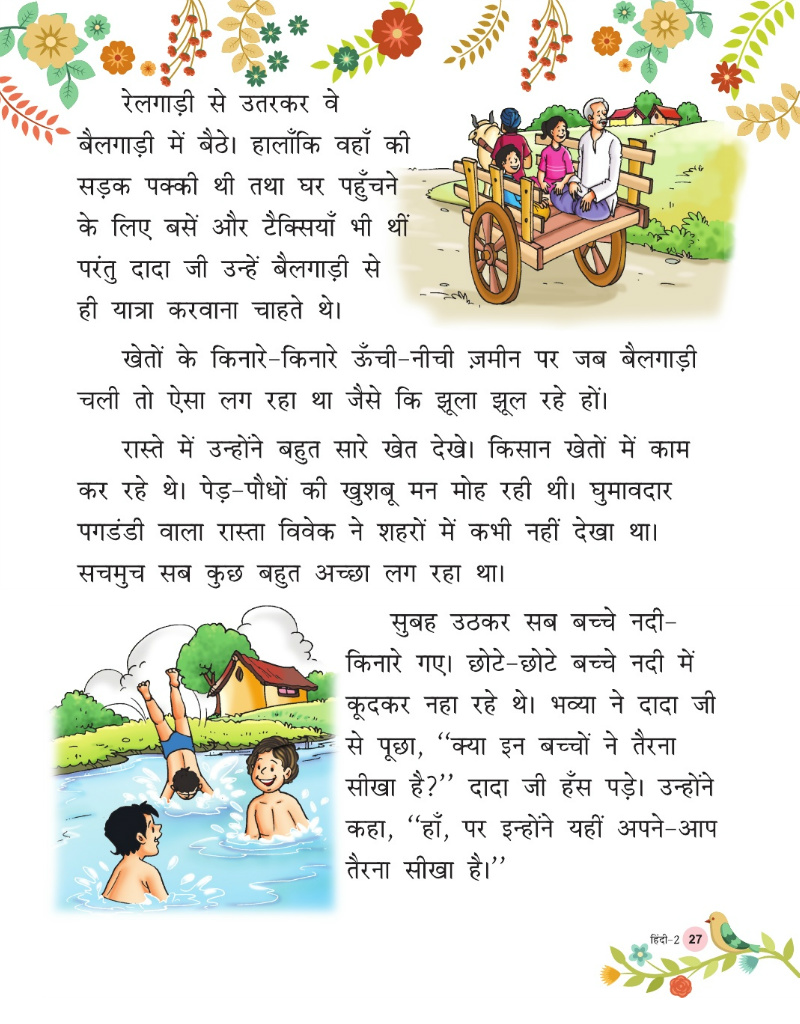 रेलगाड़ी से उतरकर वे
बैलगाड़ी में बैठे। हालाँकि वहाँ की
सड़क पक्की थी तथा घर पहुँचने
के लिए बसें और टैक्सियाँ भी थीं
परंतु दादा जी उन्हें बैलगाड़ी से
ही यात्रा करवाना चाहते थे।
खेतों के किनारे-किनारे ऊँची-नीची ज़मीन पर जब बैलगाड़ी
चली तो ऐसा लग रहा था जैसे कि झूला झूल रहे हों।
रास्ते में उन्होंने बहुत सारे खेत देखे। किसान खेतों में काम
कर रहे थे। पेड़-पौधों की खुशबू मन मोह रही थी। घुमावदार
पगडंडी वाला रास्ता विवेक ने शहरों में कभी नहीं देखा था।
सचमुच सब कुछ बहुत अच्छा लग रहा था।
सुबह उठकर सब बच्चे नदी-
किनारे गए। छोटे-छोटे बच्चे नदी में
कूदकर नहा रहे थे। भव्या ने दादा जी
से पूछा, ‘‘क्या इन बच्चों ने तैरना
सीखा है?’’ दादा जी हँस पड़े। उन्होंने
कहा, ‘‘हाँ, पर इन्होंने यहीं अपने-आप
तैरना सीखा है।’’
हिंदी-2 27